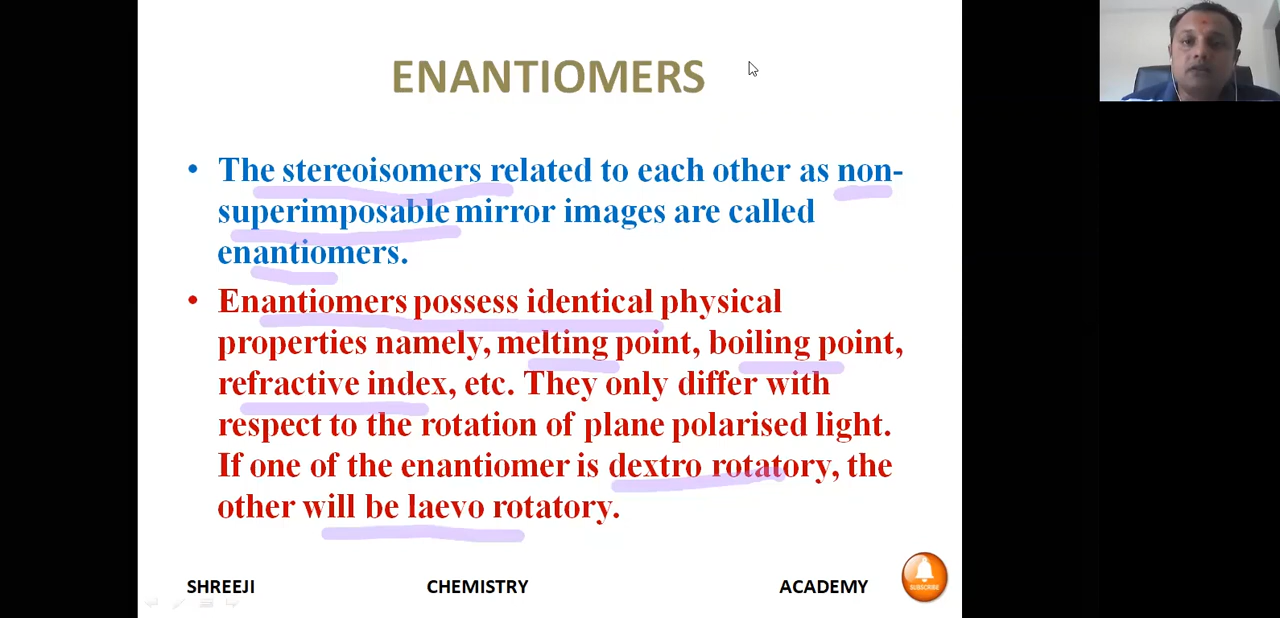 ENANTIOMERS
• The stereoisomers related to each other as non-
superimposable mirror images are called
enantiomers.
• Enantiomers possess identical physical
properties namely, melting point, boiling point,
refractive index, etc. They only differ with
respect to the rotation of plane polarised light.
If one of the enantiomer is dextro rotatory, the
other will be laevo rotatory.
SHREEJI CHEMISTRY ACADEMY
SUBSCRIBE